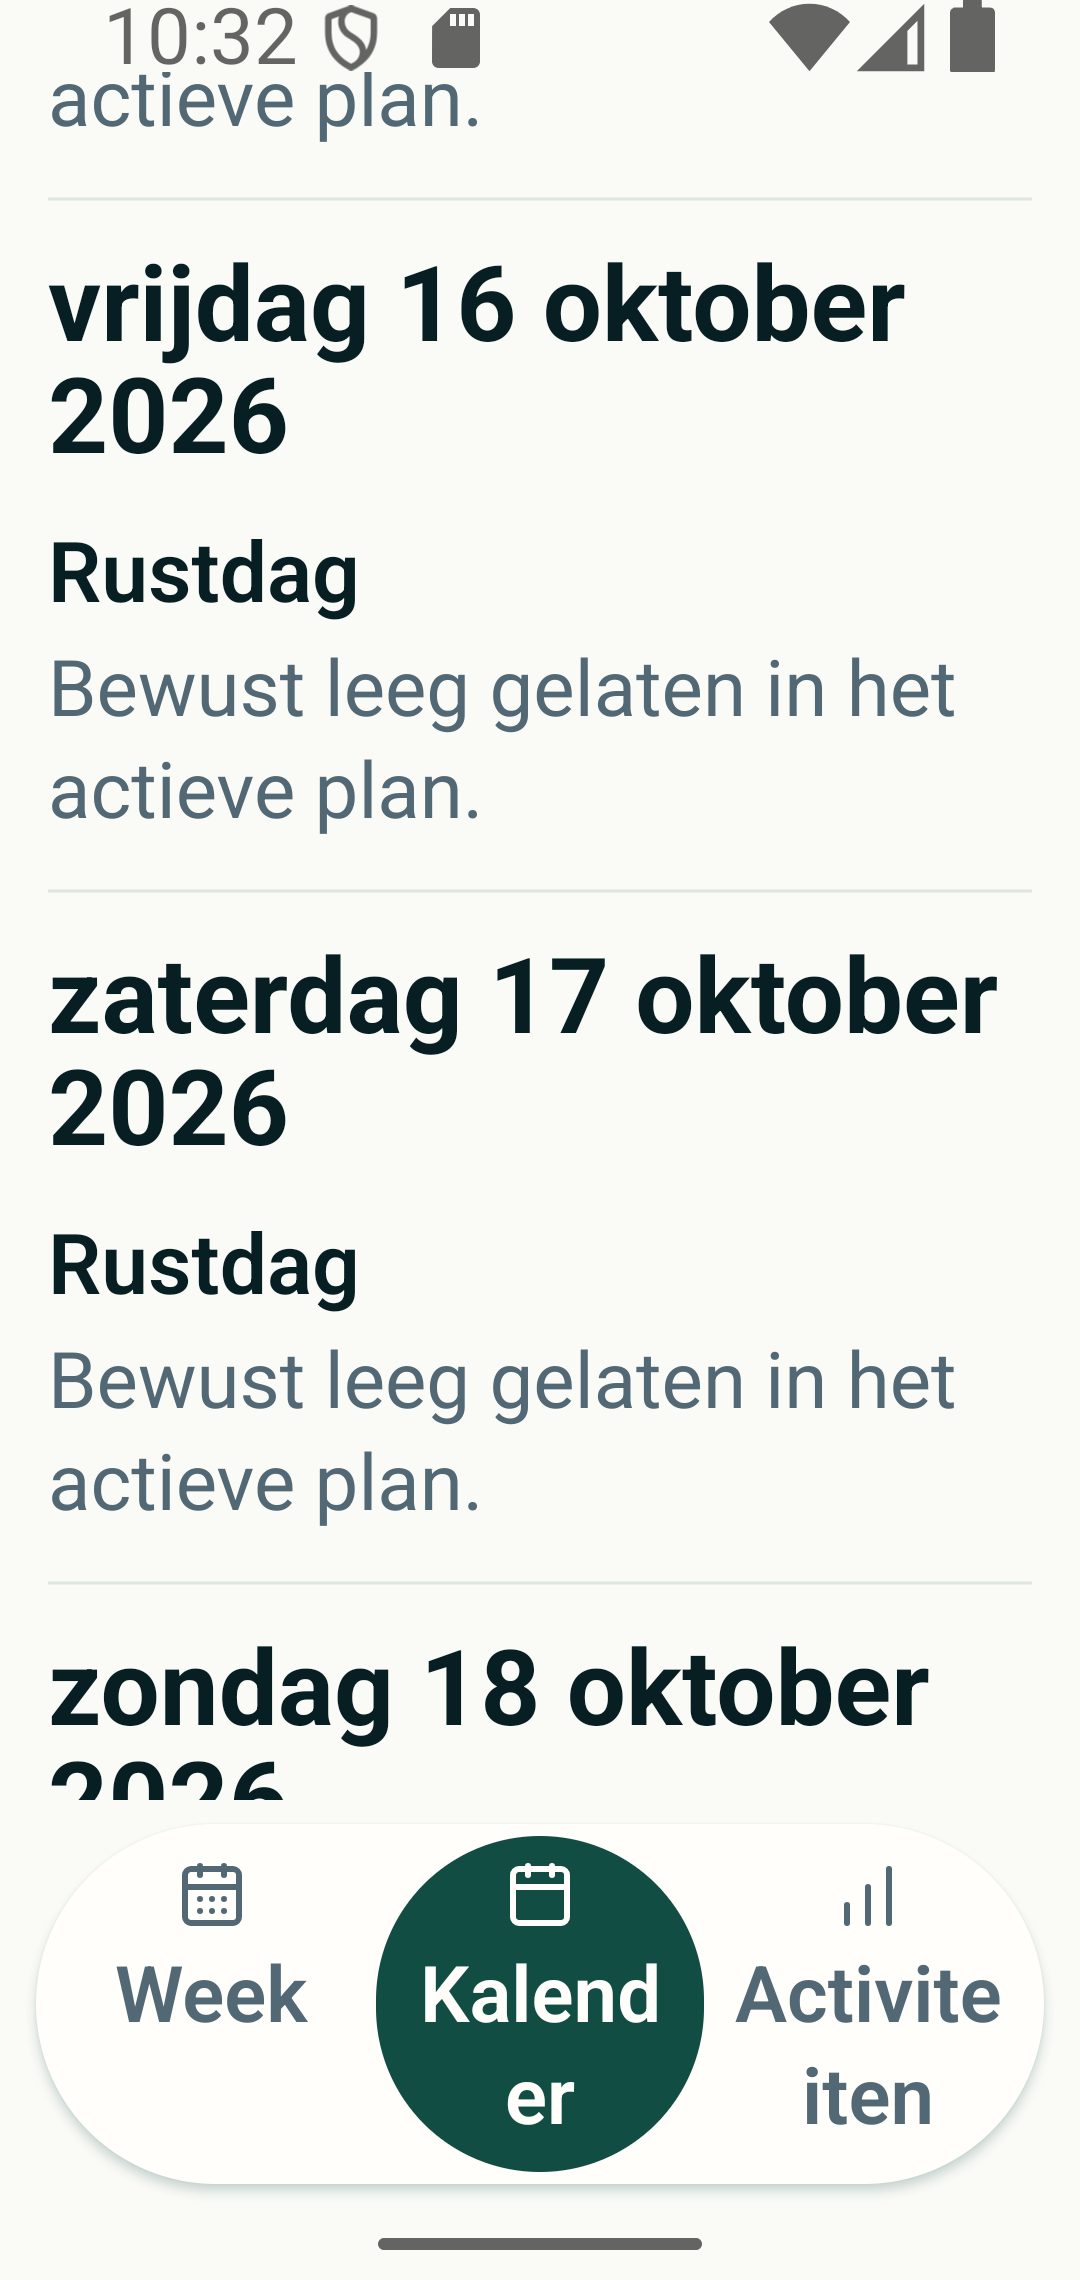 10:32
actieve plan.
vrijdag 16 oktober
2026
Rustdag
Bewust leeg gelaten in het
actieve plan.
zaterdag 17 oktober
2026
Rustdag
Bewust leeg gelaten in het
actieve plan.
zondag 18 oktober
2026
Week
Kalend
er
Activite
iten